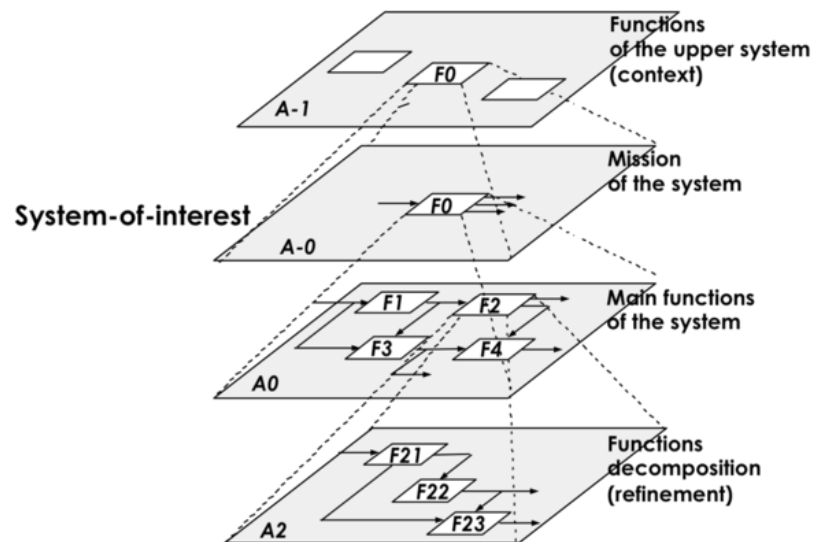 Functions
of the upper system
(context)
F0
A-1
Mission
of the system
F0
System-of-interest
A-0
F1
F2
Main functions
of the system
F3
F4
A0
F21
Functions
decomposition
(refinement)
F22
F23
A2